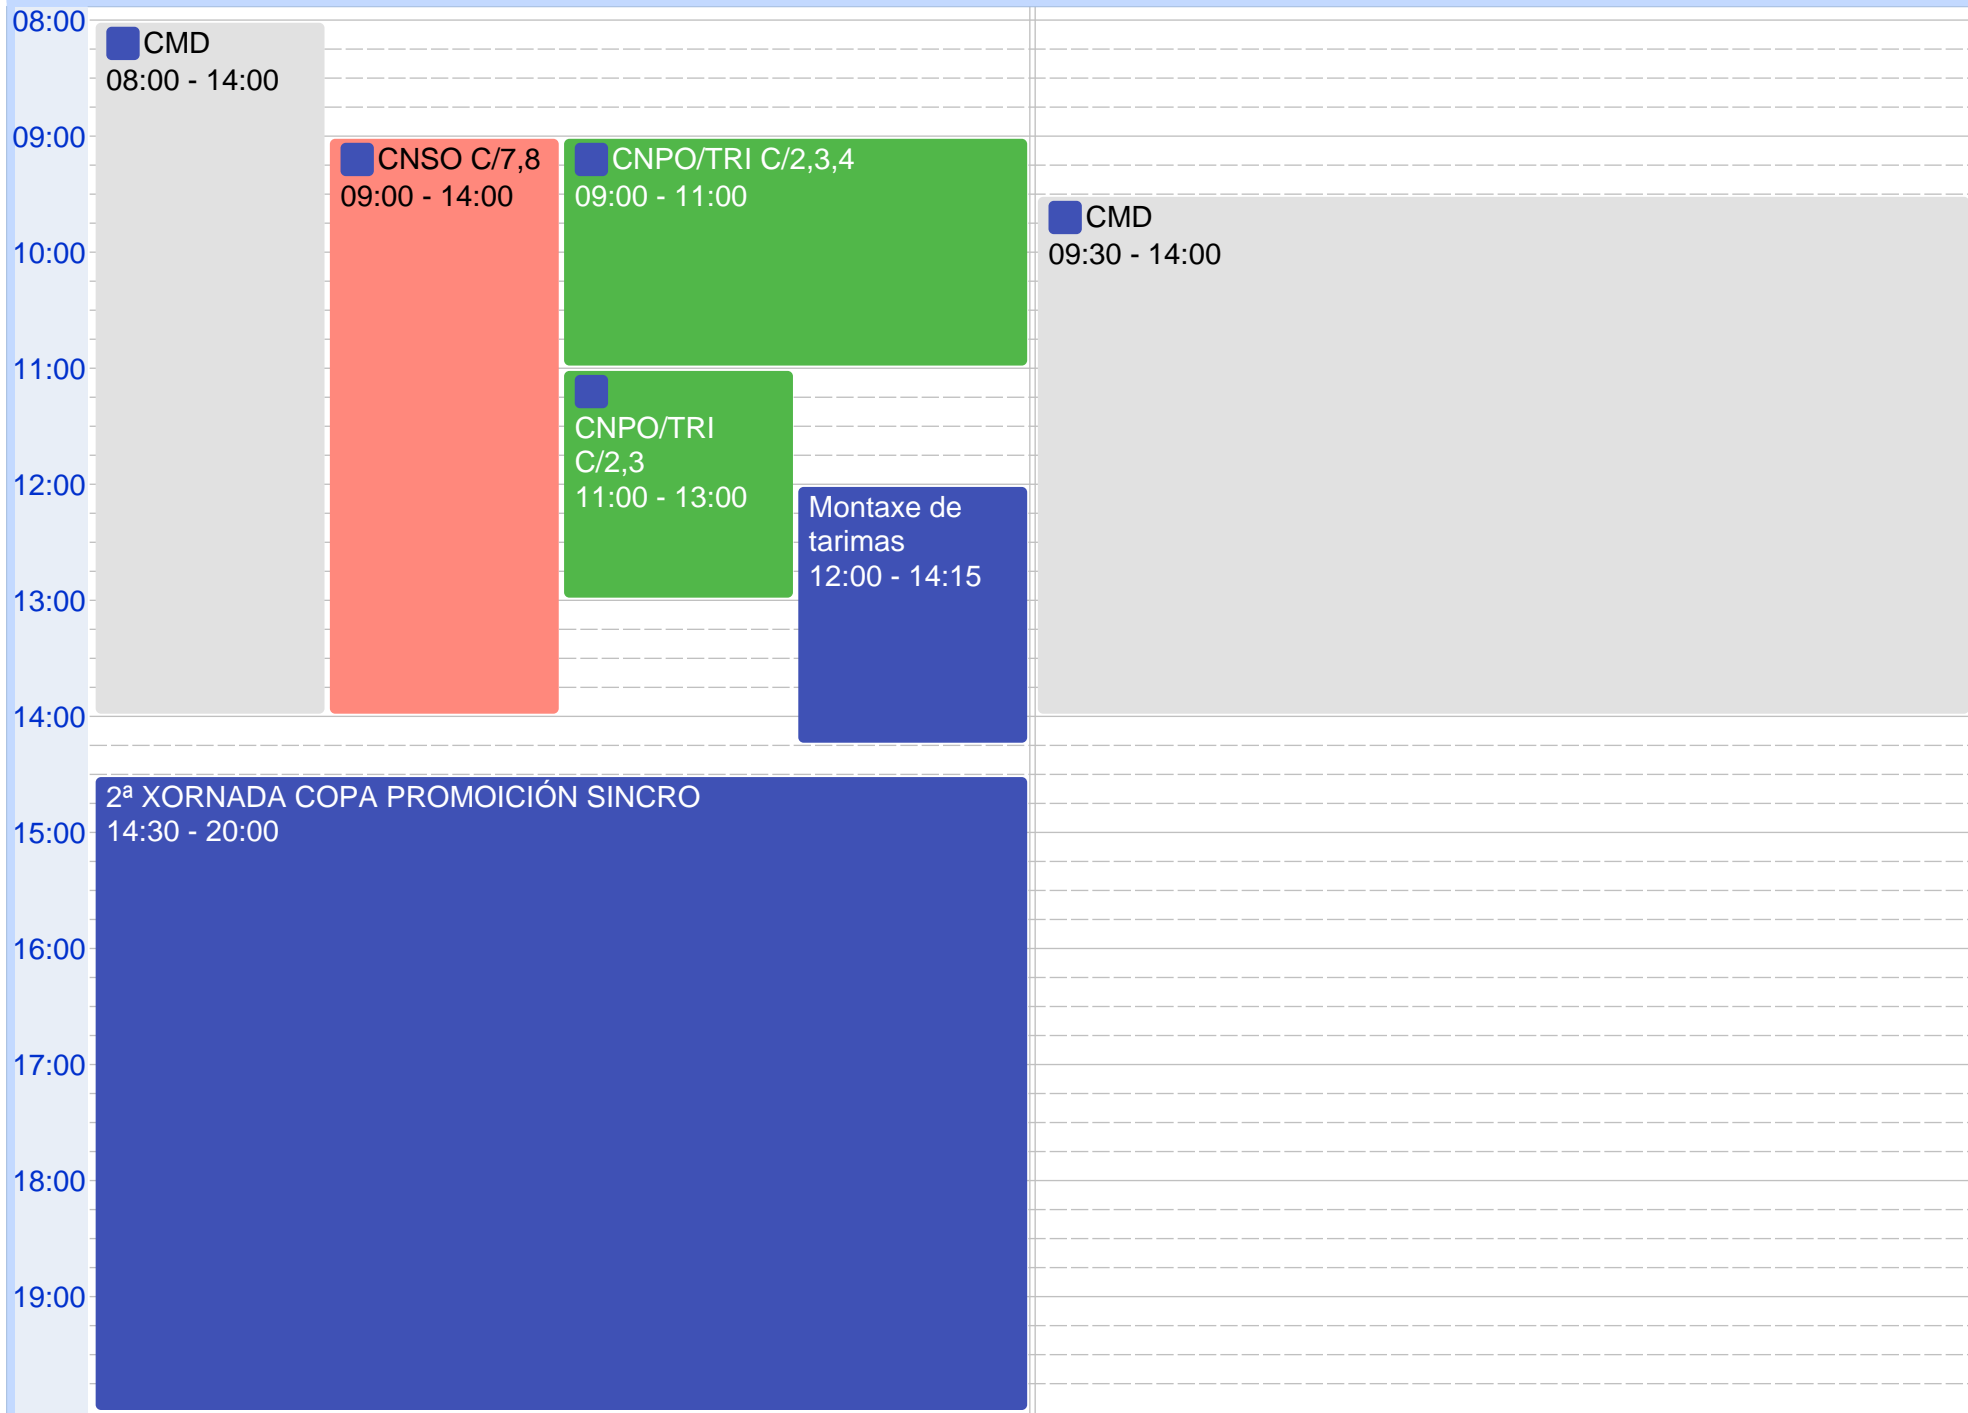 08:00
09:00
10:00
11:00
12:00
13:00
14:00
15:00
16:00
17:00
18:00
19:00
CMD
08:00 - 14:00
CNSO C/7,8
09:00 - 14:00
CNPO/TRI C/2,3,4
09:00 - 11:00
CNPO/TRI
C/2,3
11:00 - 13:00
Montaxe de
tarimas
12:00 - 14:15
2ª XORNADA COPA PROMOICIÓN SINCRO
14:30 - 20:00
CMD
09:30 - 14:00